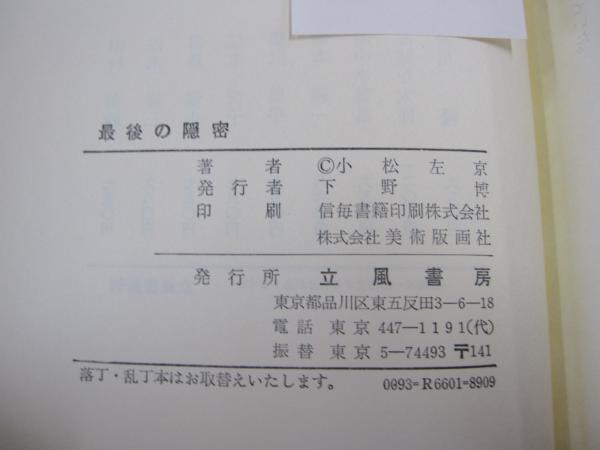 最後の隠密
著者 ©小松左京
発行者 下野博
印刷 信毎書籍印刷株式会社
株式会社美術版画社
発行所 立風書房
東京都品川区東五反田3―6―18
電話 東京 447―1191(代)
振替 東京 5―74493 〒141
落丁・乱丁本はお取替えいたします。 0093=R6601=8909